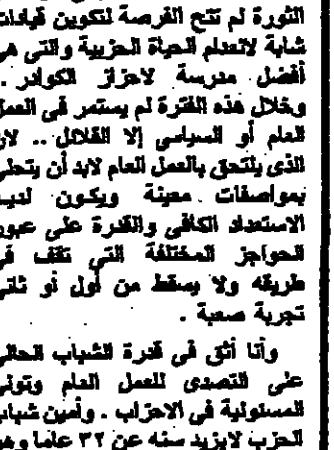 الثورة لم تتح الفرصة لتكوين قيادات
شابة لانعدام الحياة الحزبية والتى هى
أفضل مدرسة لاحراز الكوادر .
وخلال هذه الفترة لم يستمر فى العمل
العام أو السياسى إلا القلائل .. لان
الذى يلتحق بالعمل العام لابد أن يتحلى
بمواصفات معينة ويكون لديه
الاستعداد الكافى والقدرة على عبور
الحواجز المختلفة التي تقف فى
طريقه ولا يسقط من أول أو ثانى
تجربة صعبة .
وأنا أثق فى قدرة الشباب الحالى
على التصدى للعمل العام وتولى
المسئولية فى الاحزاب . وأمين شباب
الحزب لايزيد سنه عن ٣٢ عاما وهو